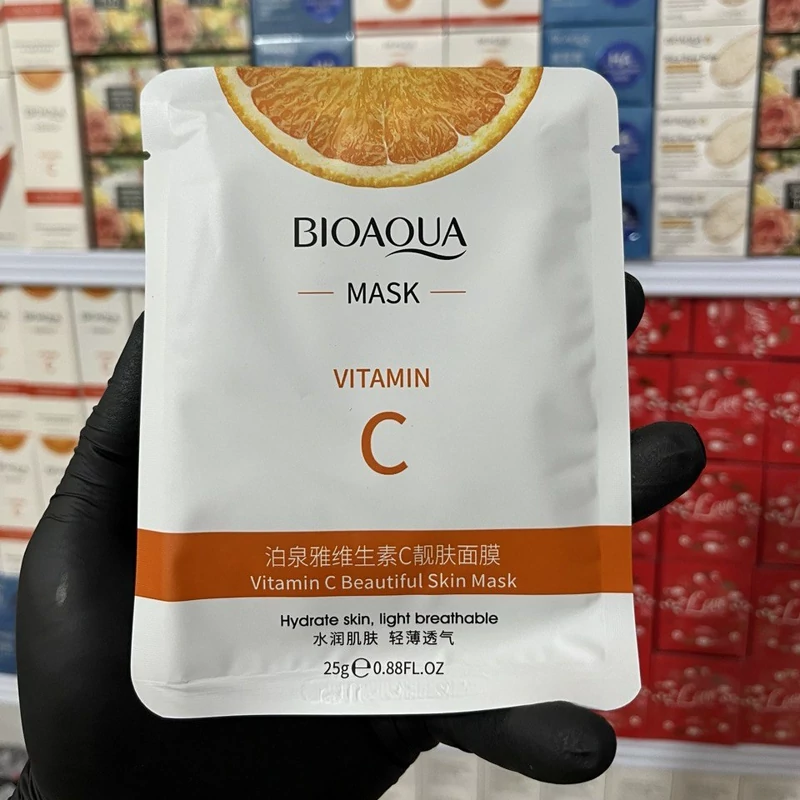 BIOAQUA
MASK
VITAMIN
C
泊泉雅维生素C靓肤面膜
Vitamin C Beautiful Skin Mask
Hydrate skin, light breathable
水润肌肤 轻薄透气
25g℮0.88FL.OZ